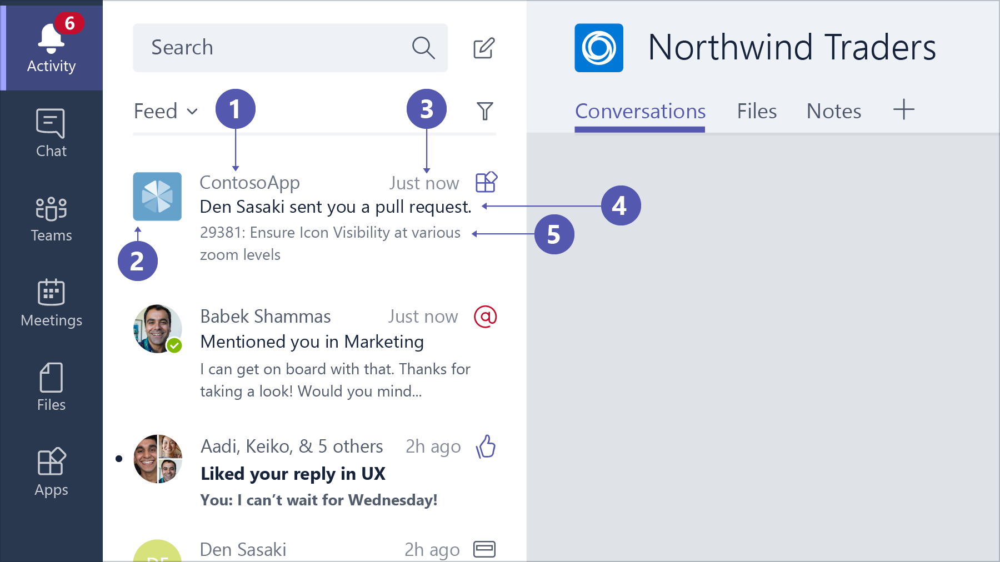 6
Activity
Chat
Teams
Meetings
Files
Apps
Search
Feed
1
3
ContosoApp Just now
Den Sasaki sent you a pull request.
29381: Ensure Icon Visibility at various
zoom levels
2
4
5
Babek Shammas Just now
@
Mentioned you in Marketing
I can get on board with that. Thanks for
taking a look! Would you mind...
Aadi, Keiko, & 5 others 2h ago
Liked your reply in UX
You: I can’t wait for Wednesday!
Den Sasaki 2h ago
Northwind Traders
Conversations Files Notes +